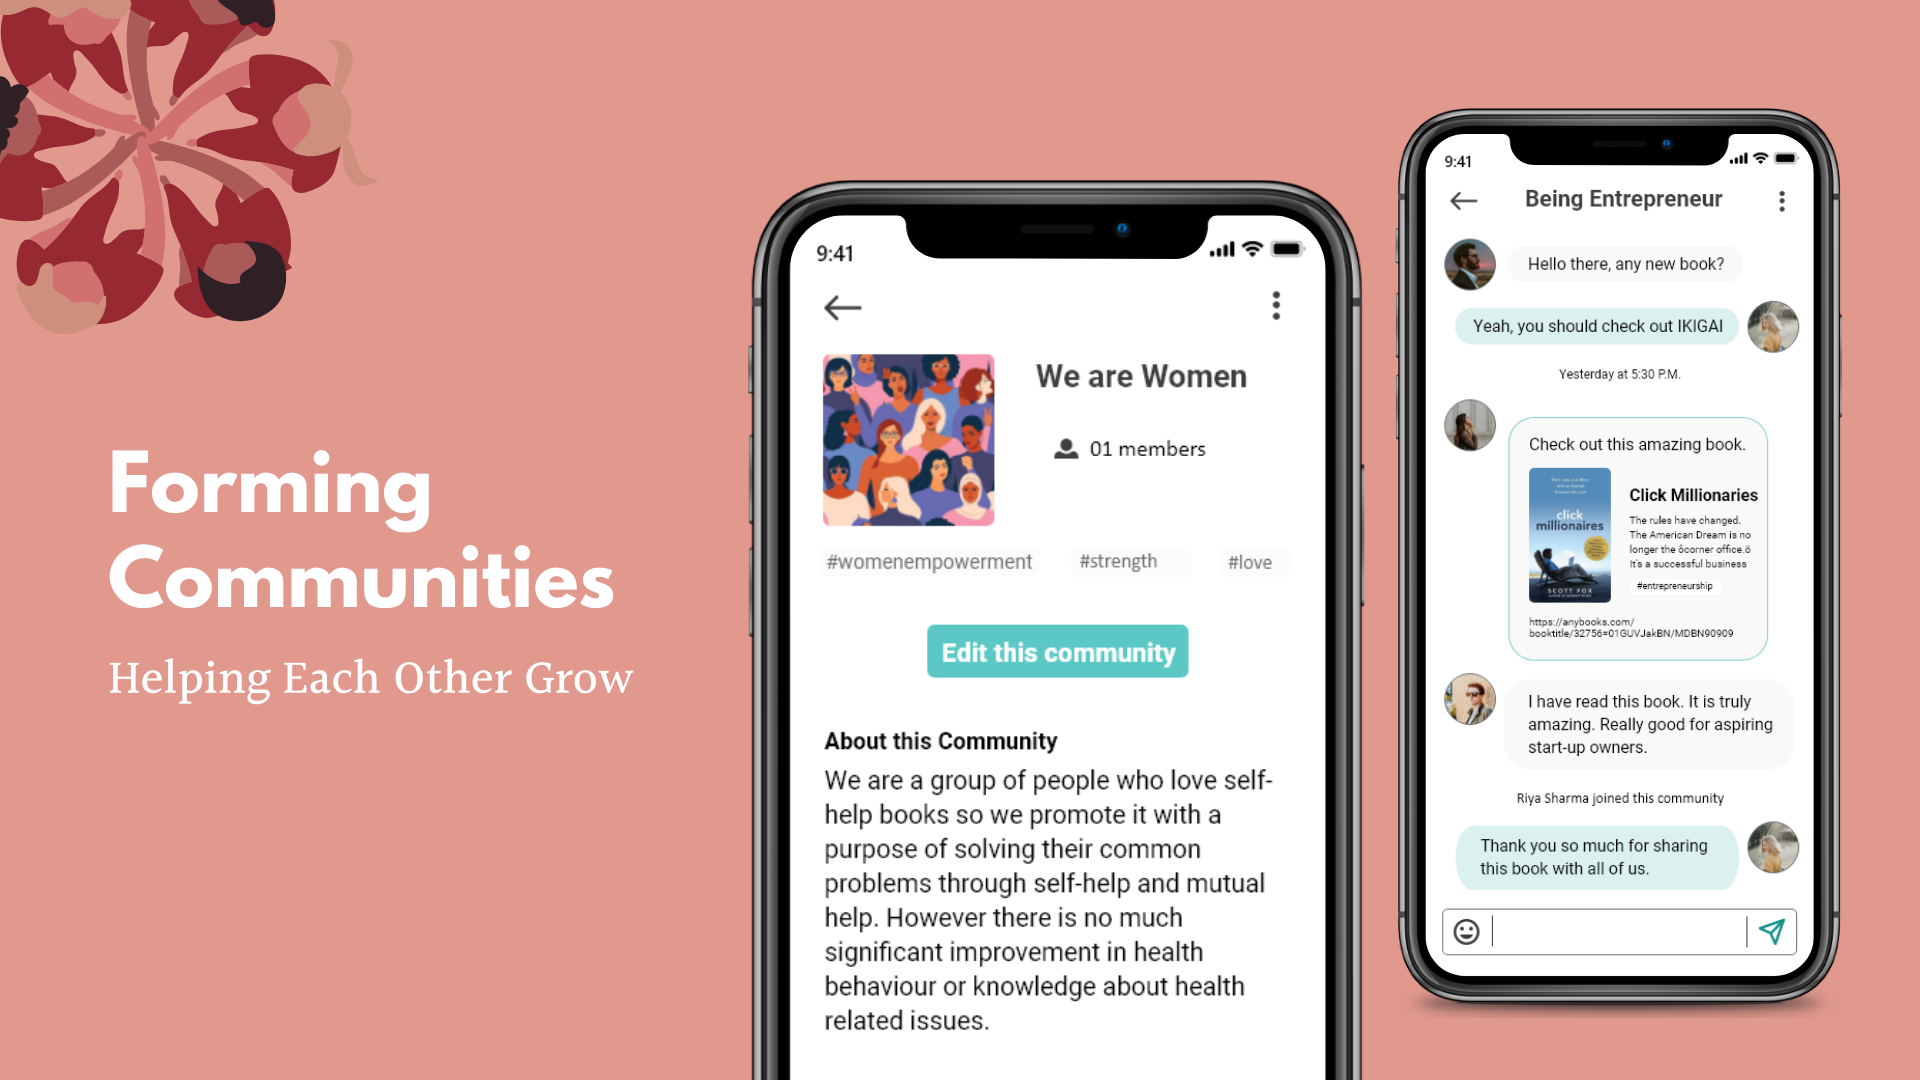 Forming
Communities
Helping Each Other Grow
9:41
We are Women
01 members
#womenempowerment #strength #love
Edit this community
About this Community
We are a group of people who love self-
help books so we promote it with a
purpose of solving their common
problems through self-help and mutual
help. However there is no much
significant improvement in health
behaviour or knowledge about health
related issues.
9:41
Being Entrepreneur
Hello there, any new book?
Yeah, you should check out IKIGAI
Yesterday at 5:30 P.M.
Check out this amazing book.
click
millionaires
SCOTT FOX
Click Millionaries
The rules have changed.
The American Dream is no
longer the ôcorner office.ö
It's a successful business
#entrepreneurship
https://anybooks.com/
booktitle/32756=01GUVJakBN/MDBN90909
I have read this book. It is truly
amazing. Really good for aspiring
start-up owners.
Riya Sharma joined this community
Thank you so much for sharing
this book with all of us.